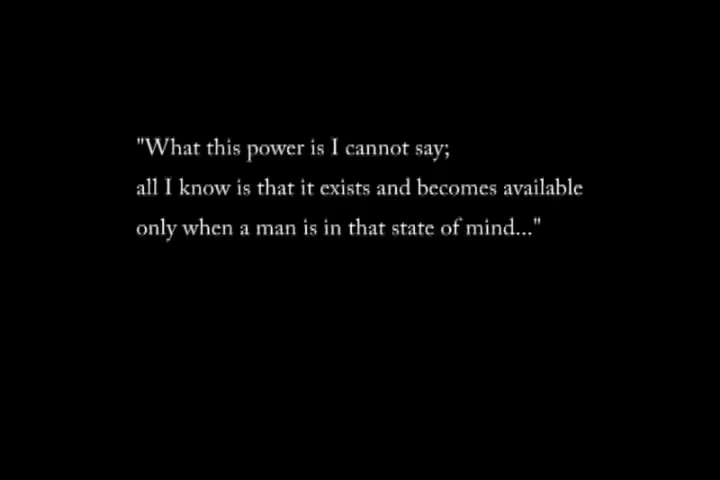 "What this power is I cannot say;
all I know is that it exists and becomes available
only when a man is in that state of mind..."